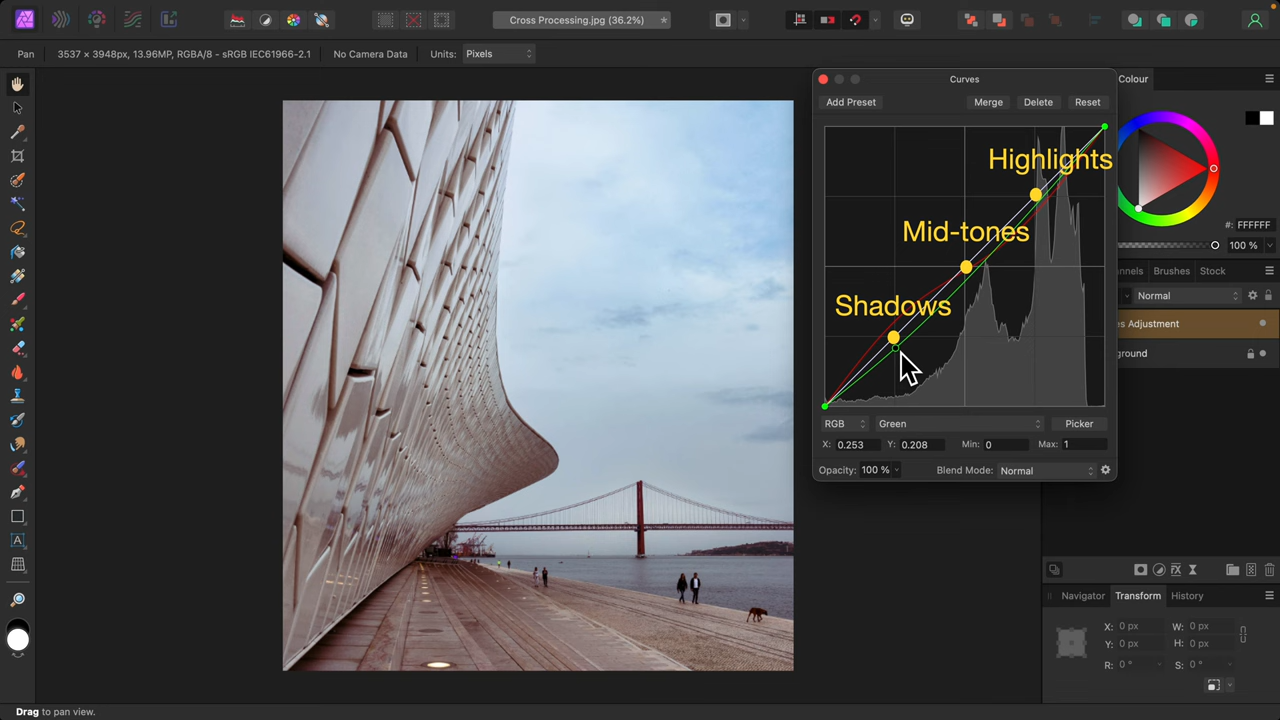 Cross Processing.jpg (36.2%)
Pan
3537 × 3948px, 13.96MP, RGBA/8 - sRGB IEC61966-2.1
No Camera Data
Units: Pixels
Curves
Colour
Add Preset
Merge
Delete
Reset
Highlights
Mid-tones
Shadows
#: FFFFFF
100 %
nnels
Brushes
Stock
Normal
es Adjustment
ground
RGB
Green
Picker
X: 0.253
Y: 0.208
Min: 0
Max: 1
Opacity: 100 %
Blend Mode: Normal
Navigator
Transform
History
X: 0 px
W: 0 px
Y: 0 px
H: 0 px
R: 0 °
S: 0 °
Drag to pan view.